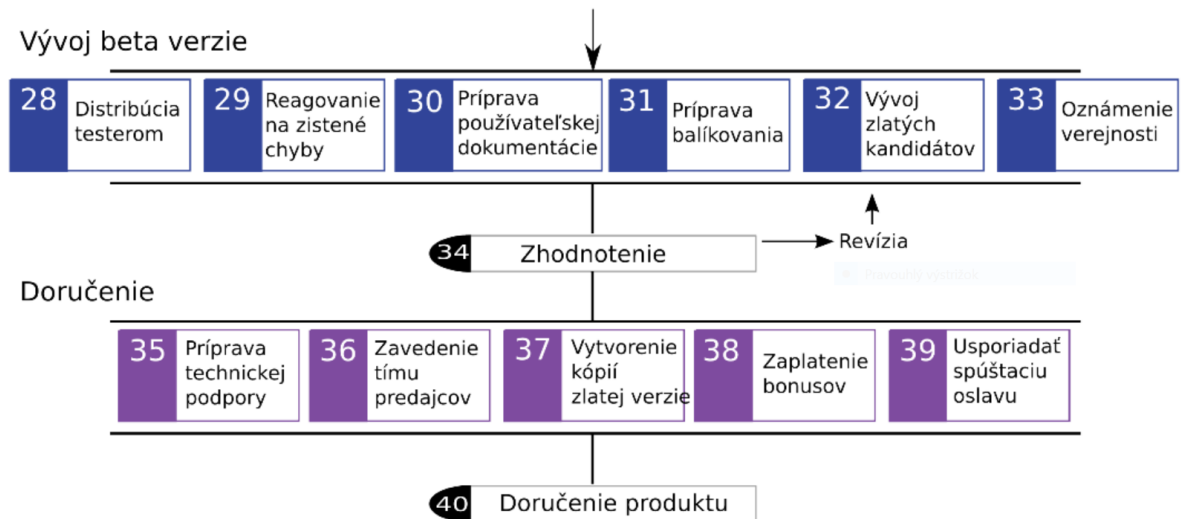 Vývoj beta verzie
28
Distribúcia
testerom
29
Reagovanie
na zistené
chyby
30
Príprava
používateľskej
dokumentácie
31
Príprava
balíkovania
32
Vývoj
zlatých
kandidátov
33
Oznámenie
verejnosti
34
Zhodnotenie
Revízia
Pravouhlý výstrižok
Doručenie
35
Príprava
technickej
podpory
36
Zavedenie
tímu
predajcov
37
Vytvorenie
kópií
zlatej verzie
38
Zaplatenie
bonusov
39
Usporiadať
spúšťaciu
oslavu
40
Doručenie produktu